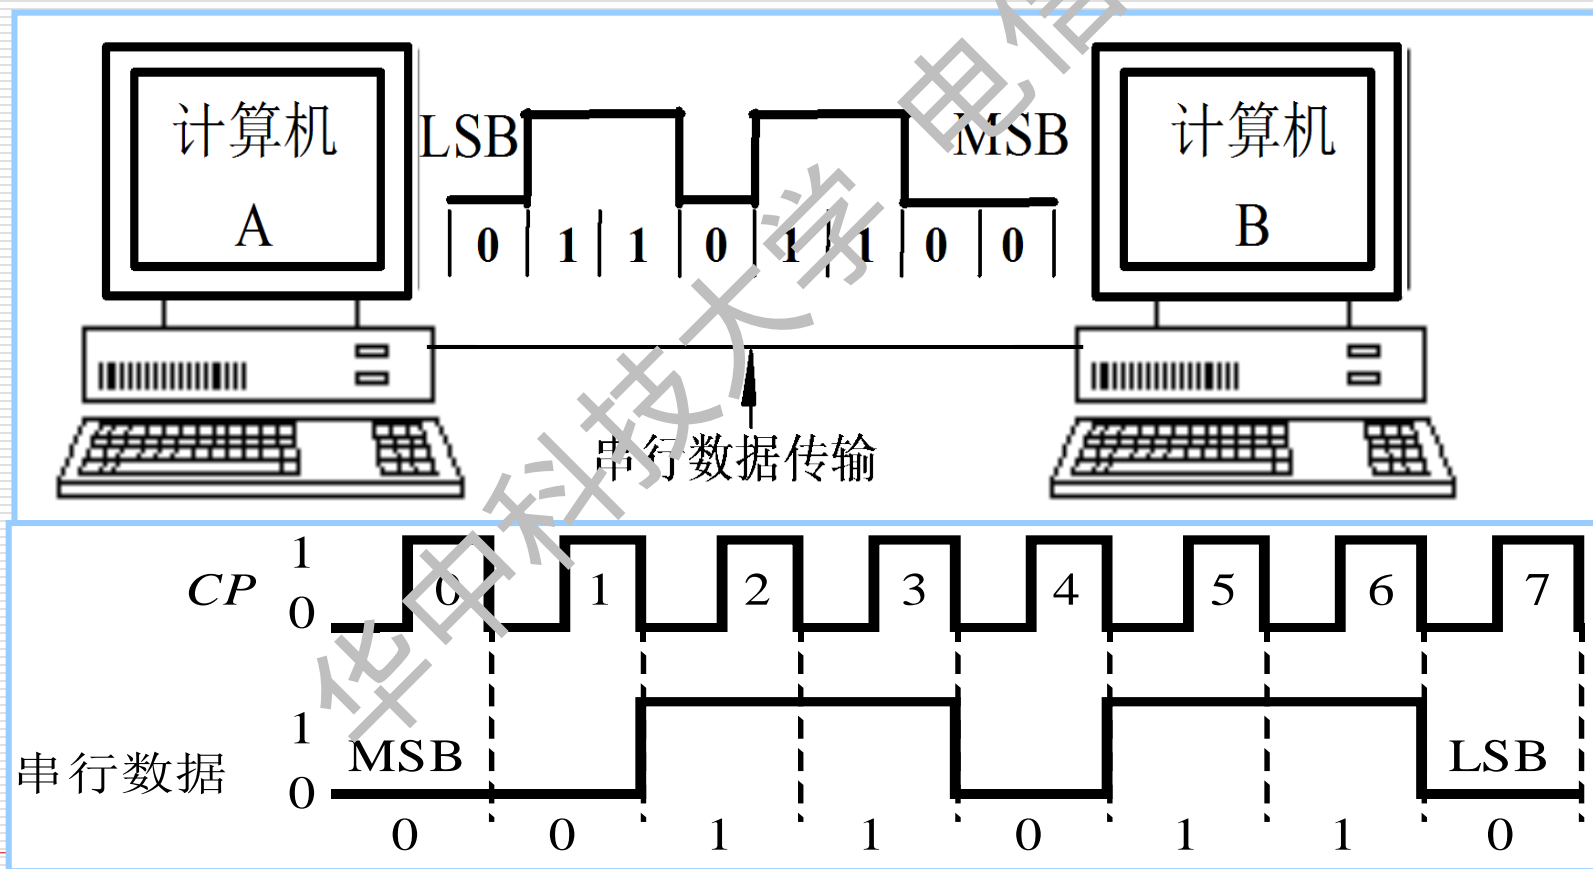 计算机
A
LSB
MSB
0 1 1 0 1 1 0 0
计算机
B
串行数据传输
CP
1
0
0 1 2 3 4 5 6 7
串行数据
1
0
MSB
LSB
0 0 1 1 0 1 1 0
华中科技大学 电信